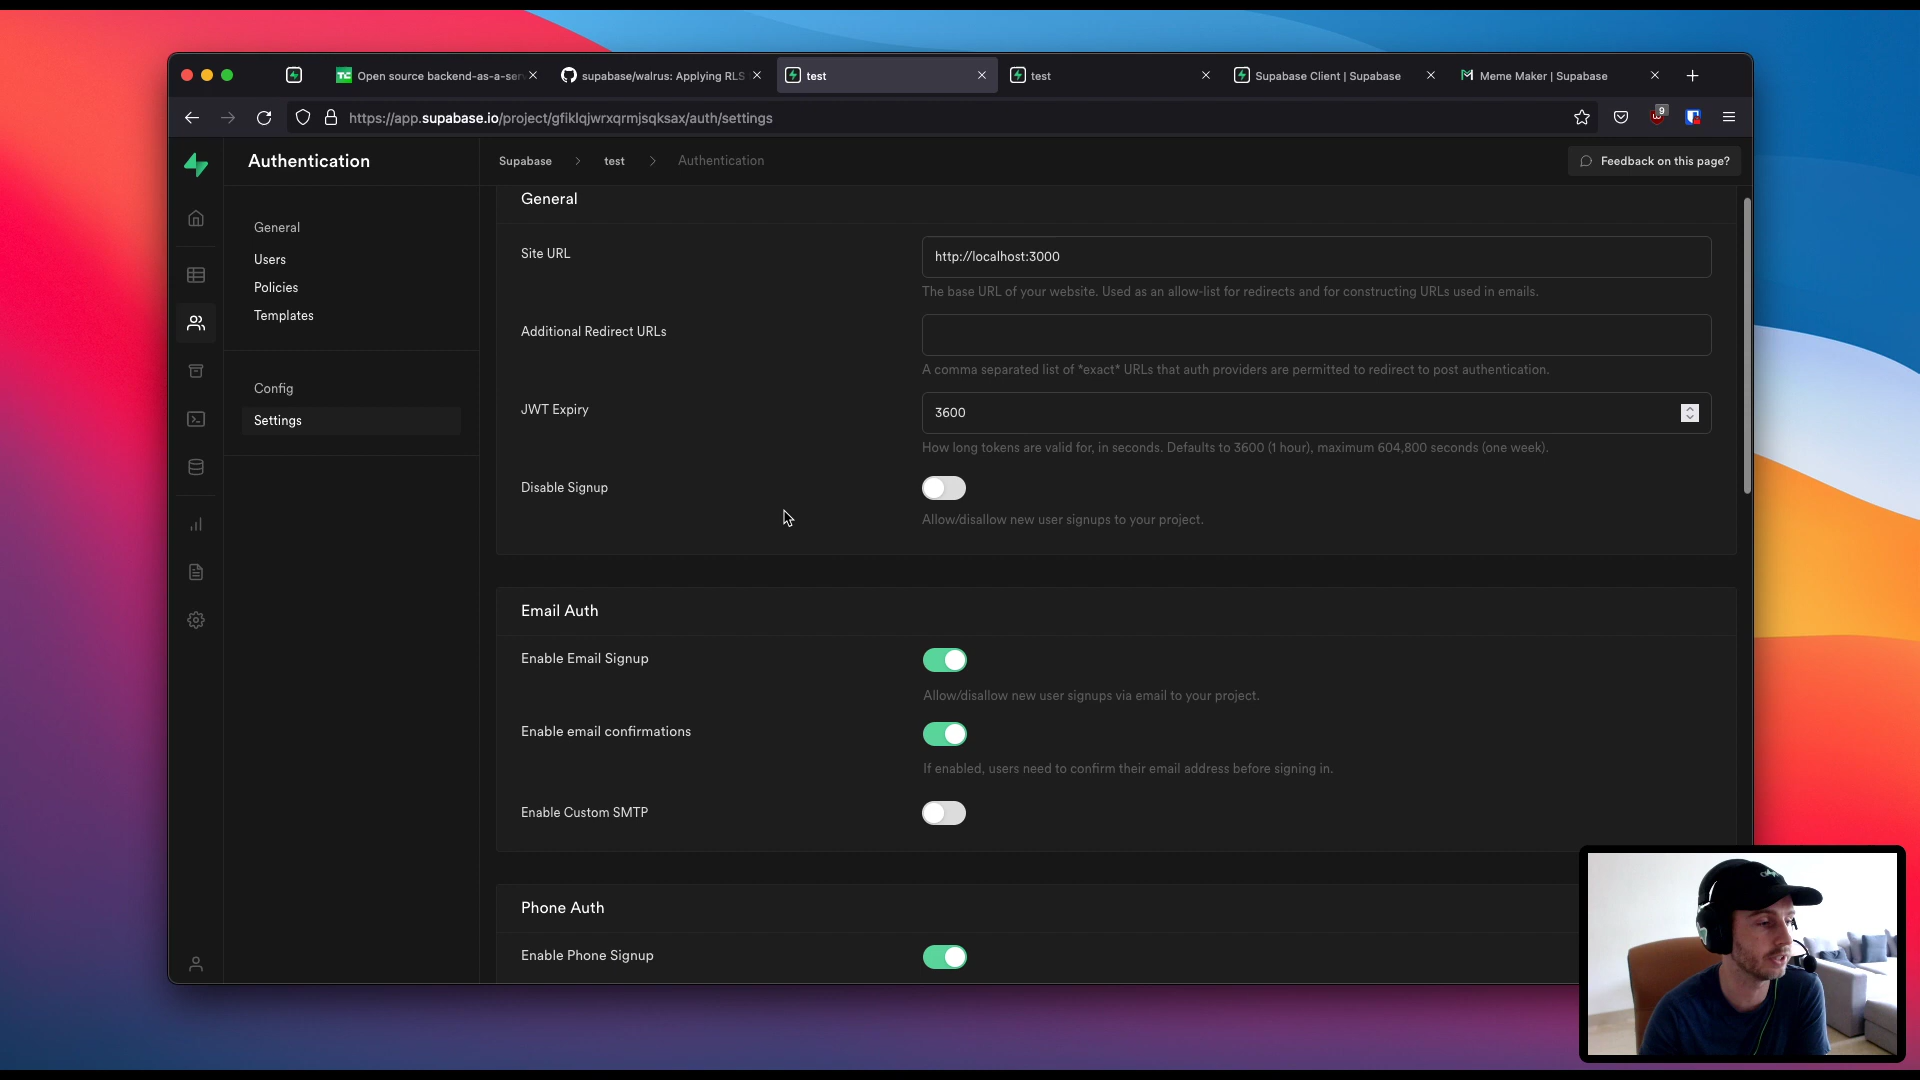 Open source backend-as-a-serv
supabase/walrus: Applying RLS
test
test
Supabase Client | Supabase
Meme Maker | Supabase
https://app.supabase.io/project/gfiklqjwrxqrmjsqksax/auth/settings
9
Authentication
Supabase > test > Authentication
Feedback on this page?
General
Users
Policies
Templates
Config
Settings
General
Site URL
http://localhost:3000
The base URL of your website. Used as an allow-list for redirects and for constructing URLs used in emails.
Additional Redirect URLs
A comma separated list of *exact* URLs that auth providers are permitted to redirect to post authentication.
JWT Expiry
3600
How long tokens are valid for, in seconds. Defaults to 3600 (1 hour), maximum 604,800 seconds (one week).
Disable Signup
Allow/disallow new user signups to your project.
Email Auth
Enable Email Signup
Allow/disallow new user signups via email to your project.
Enable email confirmations
If enabled, users need to confirm their email address before signing in.
Enable Custom SMTP
Phone Auth
Enable Phone Signup